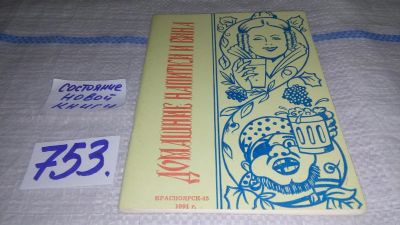 Состояние
новой
книги
753.
ДОМАШНИЕ НАПИТКИ И ВИНА
КРАСНОЯРСК-45
1991 г.